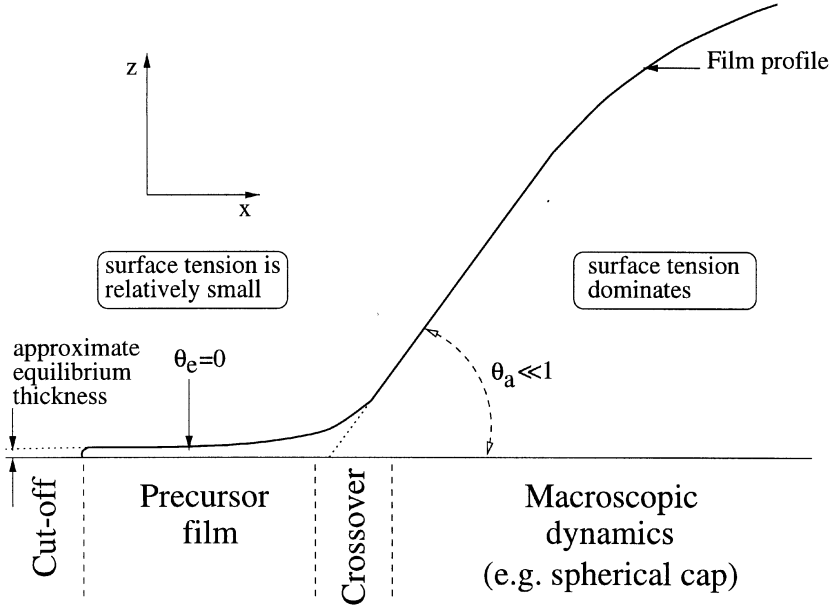 z
x
Film profile
surface tension is
relatively small
surface tension
dominates
approximate
equilibrium
thickness
θe=0
θa≪1
Cut-off
Precursor
film
Crossover
Macroscopic
dynamics
(e.g. spherical cap)